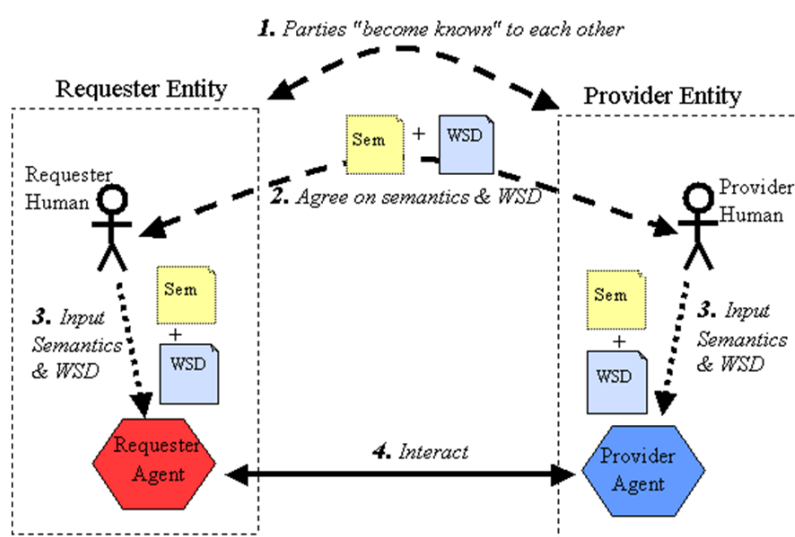 1. Parties "become known" to each other
Requester Entity
Provider Entity
Sem + WSD
Requester
Human
Provider
Human
2. Agree on semantics & WSD
Sem
+
WSD
3. Input
Semantics
& WSD
Sem
+
WSD
3. Input
Semantics
& WSD
Requester
Agent
4. Interact
Provider
Agent